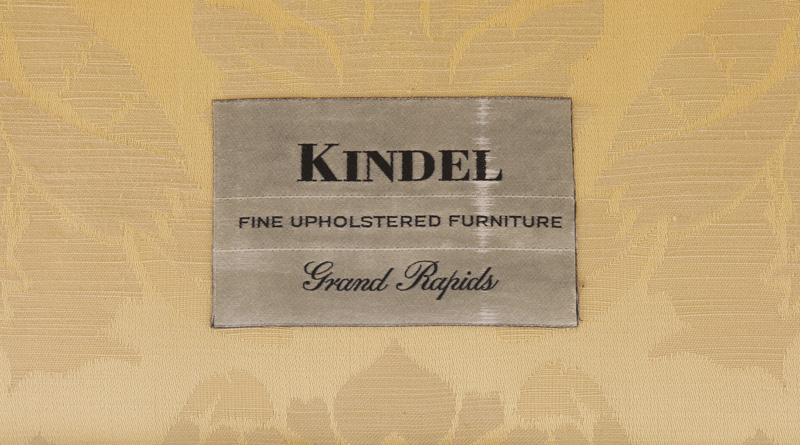 KINDEL
FINE UPHOLSTERED FURNITURE
Grand Rapids